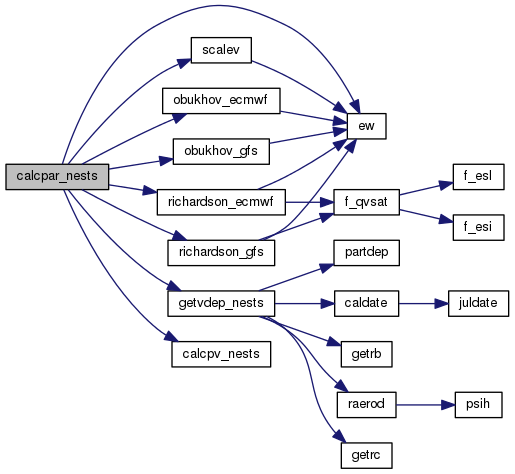 calcpar_nests
scalev
obukhov_ecmwf
obukhov_gfs
richardson_ecmwf
richardson_gfs
getvdep_nests
calcpv_nests
ew
f_qvsat
partdep
caldate
getrb
raerod
getrc
f_esl
f_esi
juldate
psih